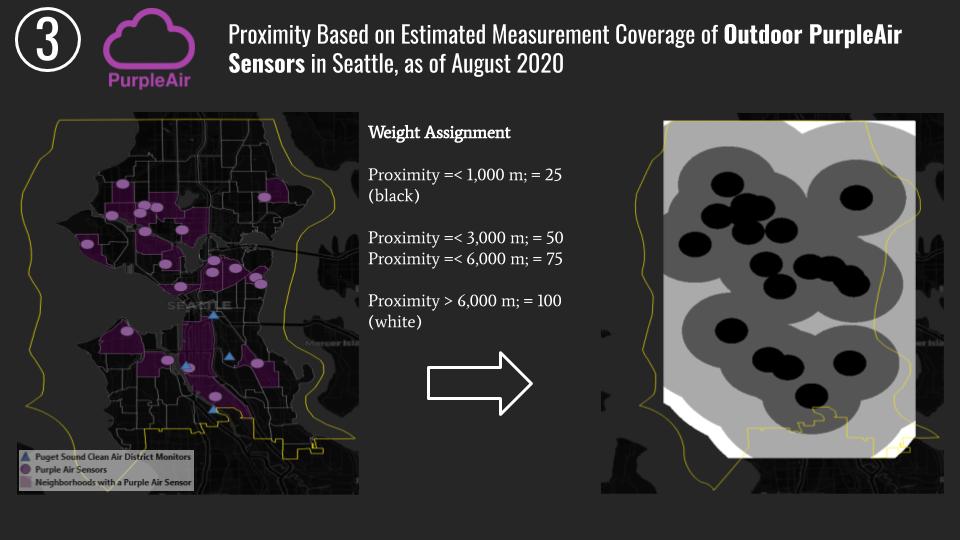 3
PurpleAir
Proximity Based on Estimated Measurement Coverage of Outdoor PurpleAir
Sensors in Seattle, as of August 2020
Weight Assignment
Proximity =< 1,000 m; = 25
(black)
Proximity =< 3,000 m; = 50
Proximity =< 6,000 m; = 75
Proximity > 6,000 m; = 100
(white)
SEATTLE
Mercer Isla
Puget Sound Clean Air District Monitors
Purple Air Sensors
Neighborhoods with a Purple Air Sensor